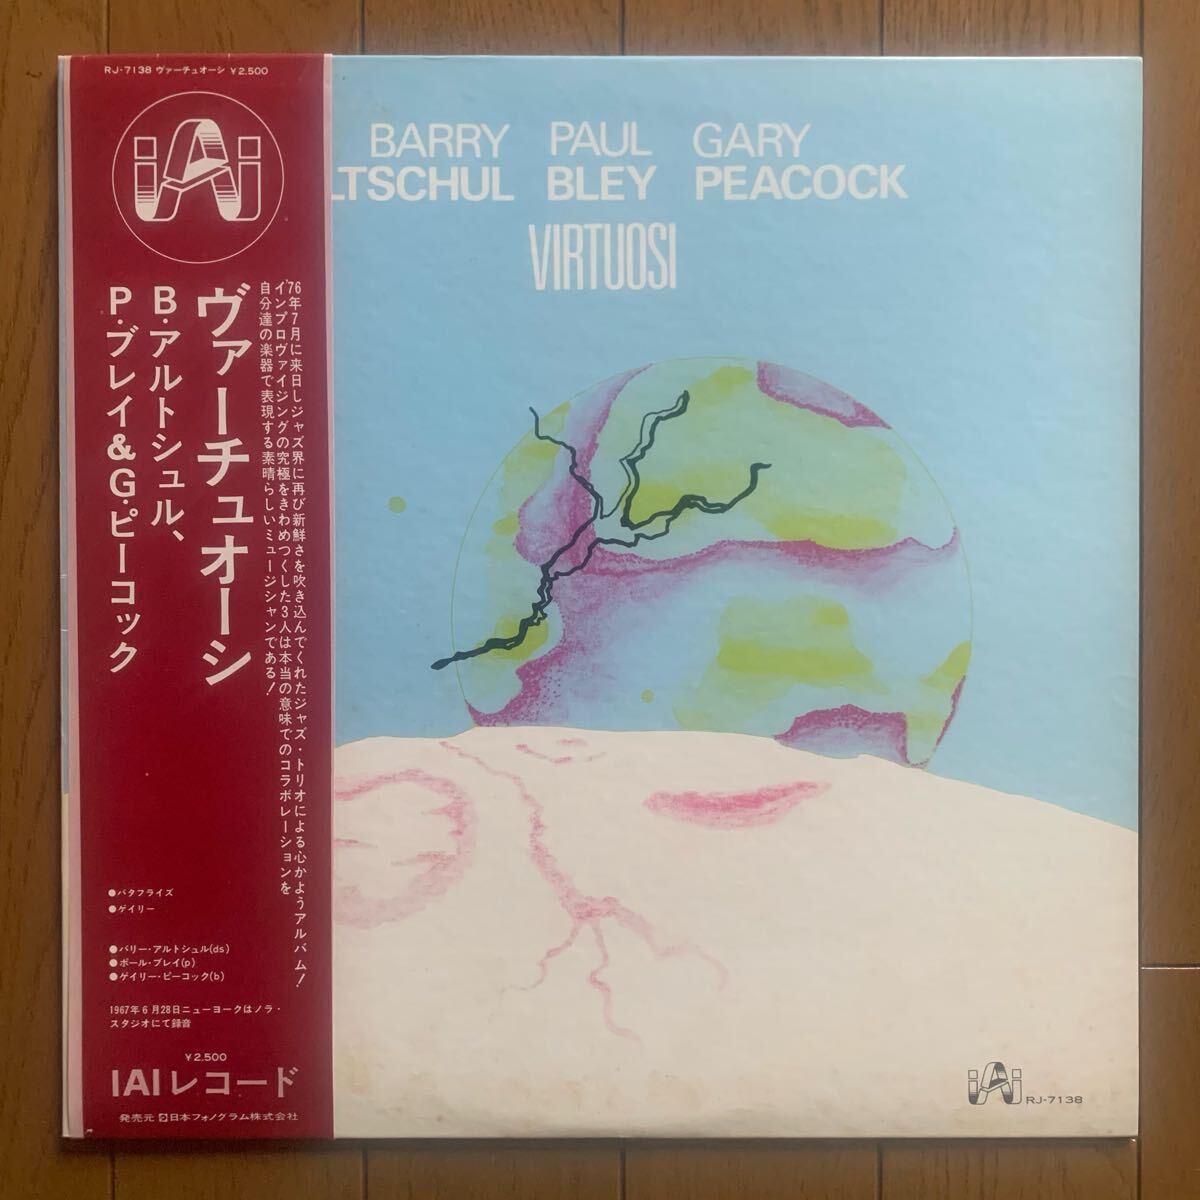 RJ-7138 ヴァーチュオーシ ¥2,500
iAi
ヴァーチュオーシ
B・アルトシュル、
P・ブレイ&G・ピーコック
'76年7月に来日しジャズ界に再び新鮮さを吹き込んでくれたジャズ・トリオによる心かようアルバム!
インプロヴァイジングの究極をきわめつくした3人は本当の意味でのコラボレーションを
自分達の楽器で表現する素晴らしいミュージシャンである!
●バタフライズ
●ゲイリー
●バリー・アルトシュル(ds)
●ポール・ブレイ(p)
●ゲイリー・ピーコック(b)
1967年6月28日ニューヨークはノラ・
スタジオにて録音
¥2,500
IAIレコード
発売元 日本フォノグラム株式会社
BARRY PAUL GARY
LTSCHUL BLEY PEACOCK
VIRTUOSI
iAi RJ-7138